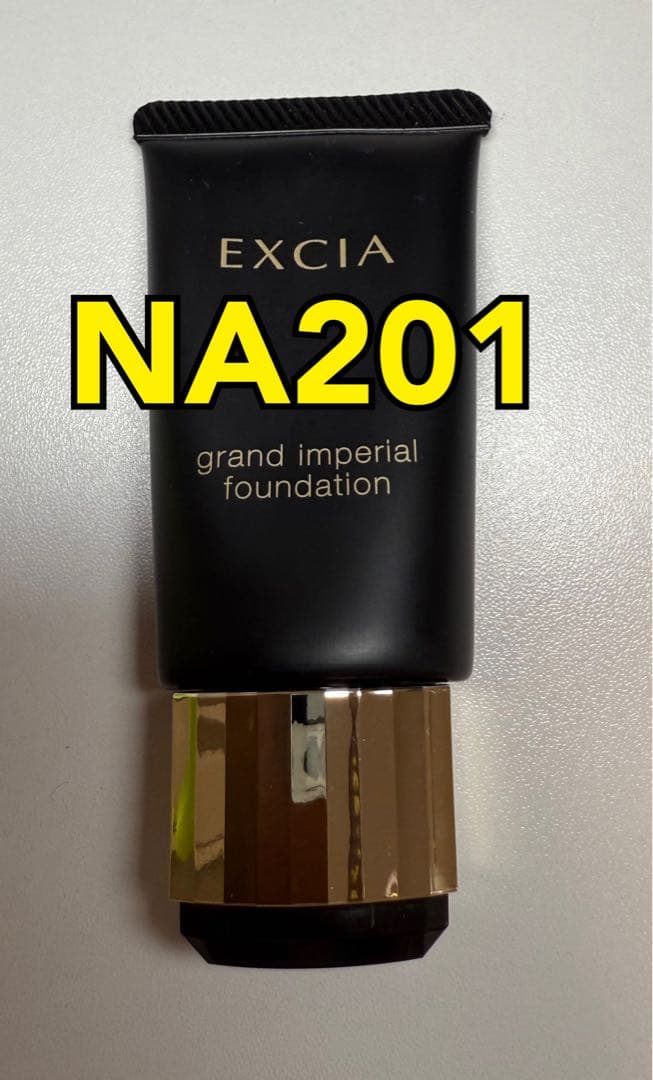 EXCIA
NA201
grand imperial
foundation